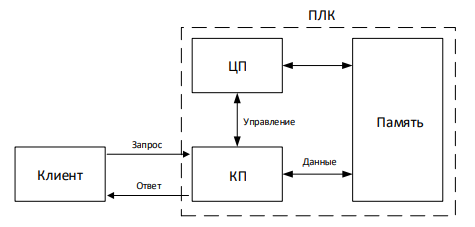 ПЛК
ЦП
Память
Управление
Запрос
Данные
Клиент
КП
Ответ